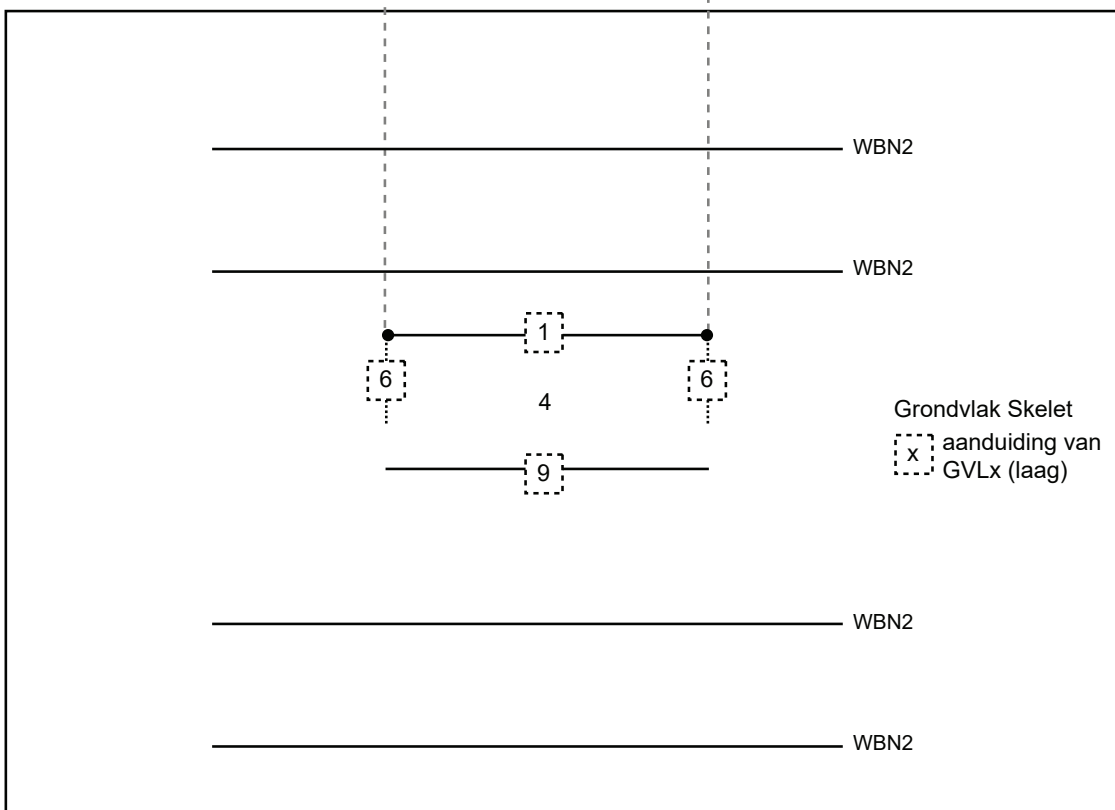 WBN2
WBN2
1
6
6
4
9
Grondvlak Skelet
x aanduiding van
GVLx (laag)
WBN2
WBN2